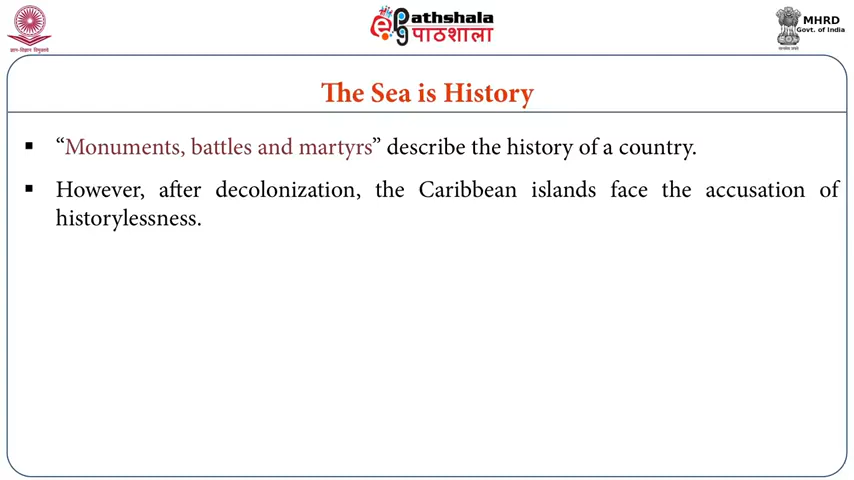 ePathshala
पाठशाला
MHRD
Govt. of India
The Sea is History
▪ “Monuments, battles and martyrs” describe the history of a country.
▪ However, after decolonization, the Caribbean islands face the accusation of
historylessness.